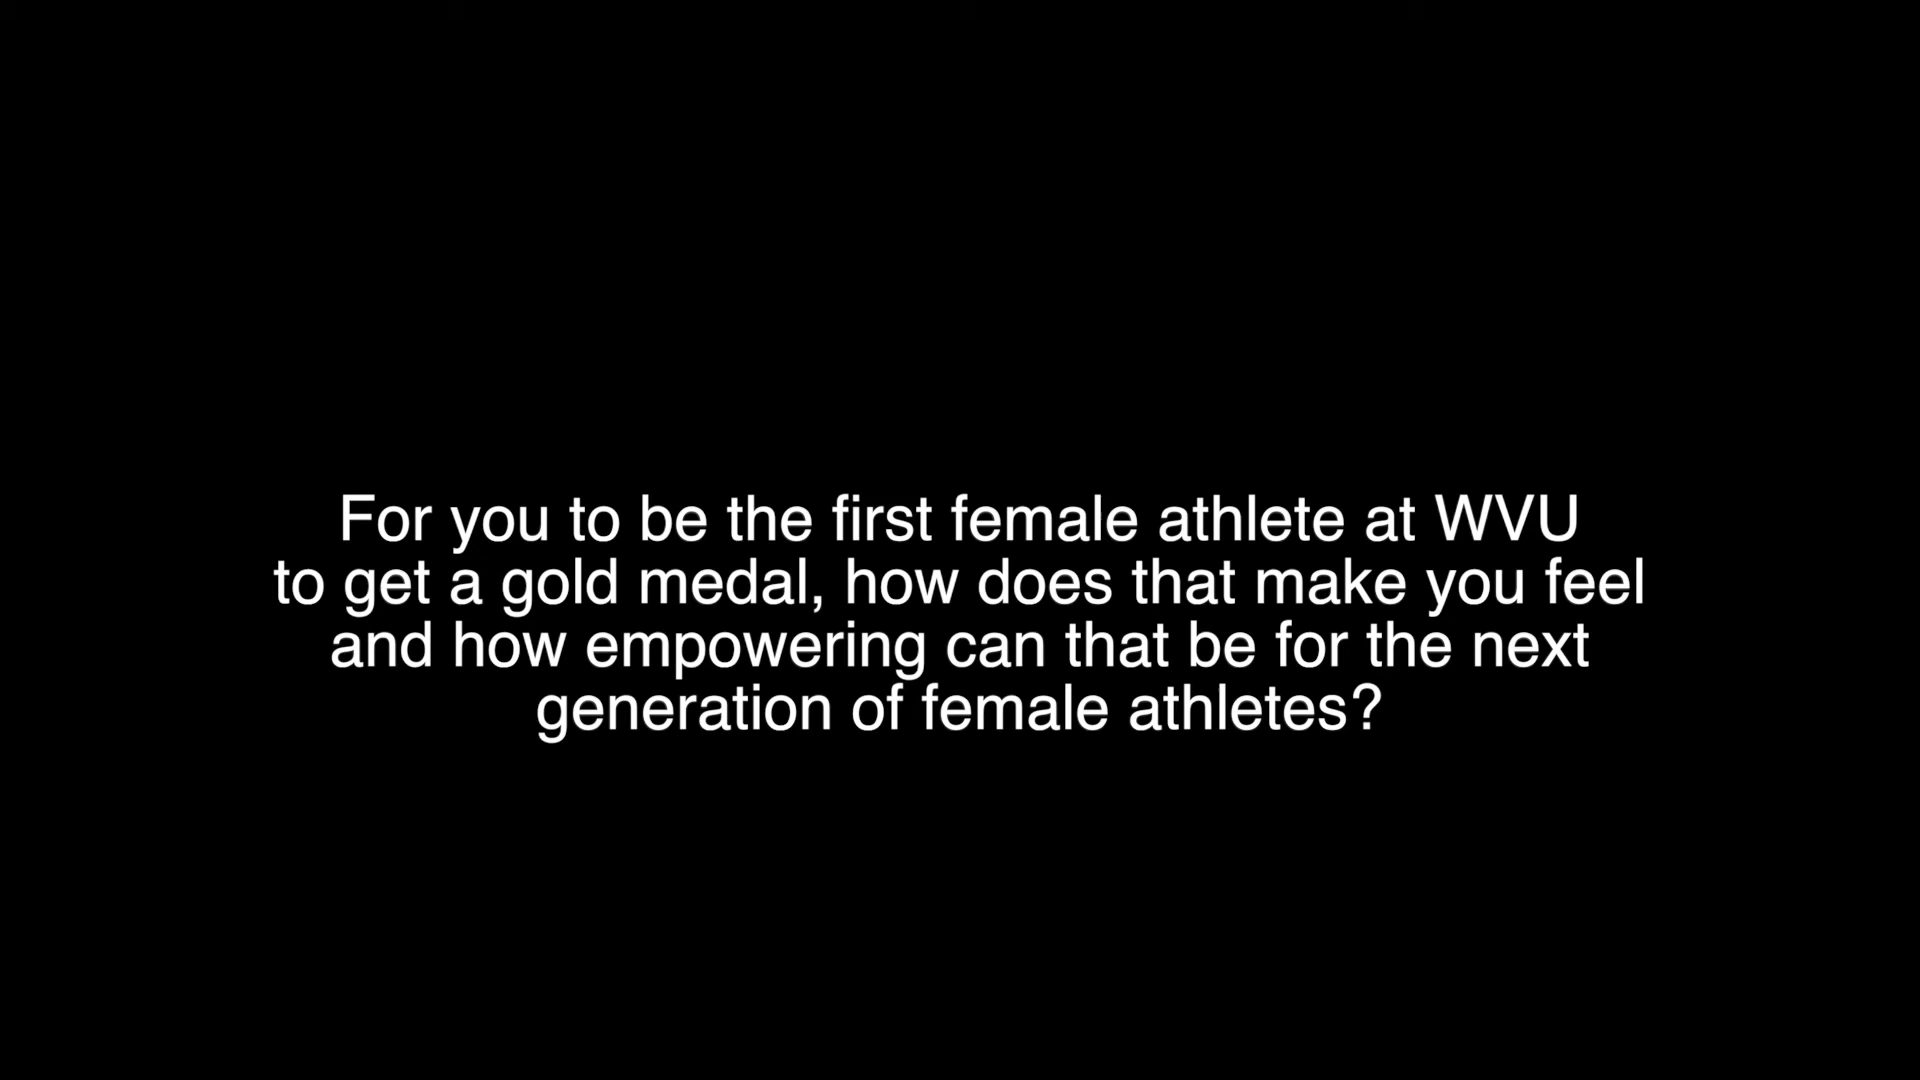 For you to be the first female athlete at WVU
to get a gold medal, how does that make you feel
and how empowering can that be for the next
generation of female athletes?